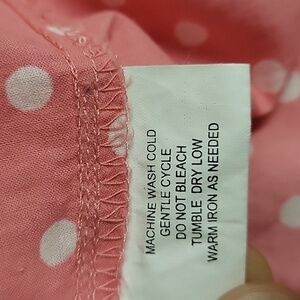 MACHINE WASH COLD
GENTLE CYCLE
DO NOT BLEACH
TUMBLE DRY LOW
WARM IRON AS NEEDED